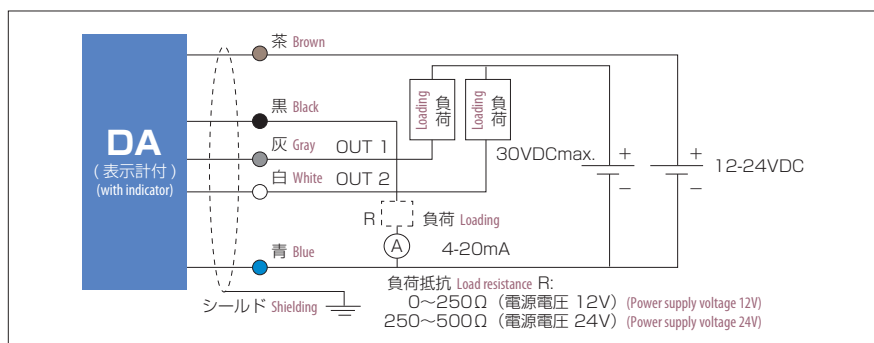 茶 Brown
黒 Black
DA
(表示計付)
(with indicator)
灰 Gray OUT 1
白 White OUT 2
Loading
負荷
Loading
負荷
30VDCmax.
+
−
+
−
12-24VDC
R 負荷 Loading
A 4-20mA
青 Blue
シールド Shielding
負荷抵抗 Load resistance R:
0～250Ω（電源電圧 12V）(Power supply voltage 12V)
250～500Ω（電源電圧 24V）(Power supply voltage 24V)